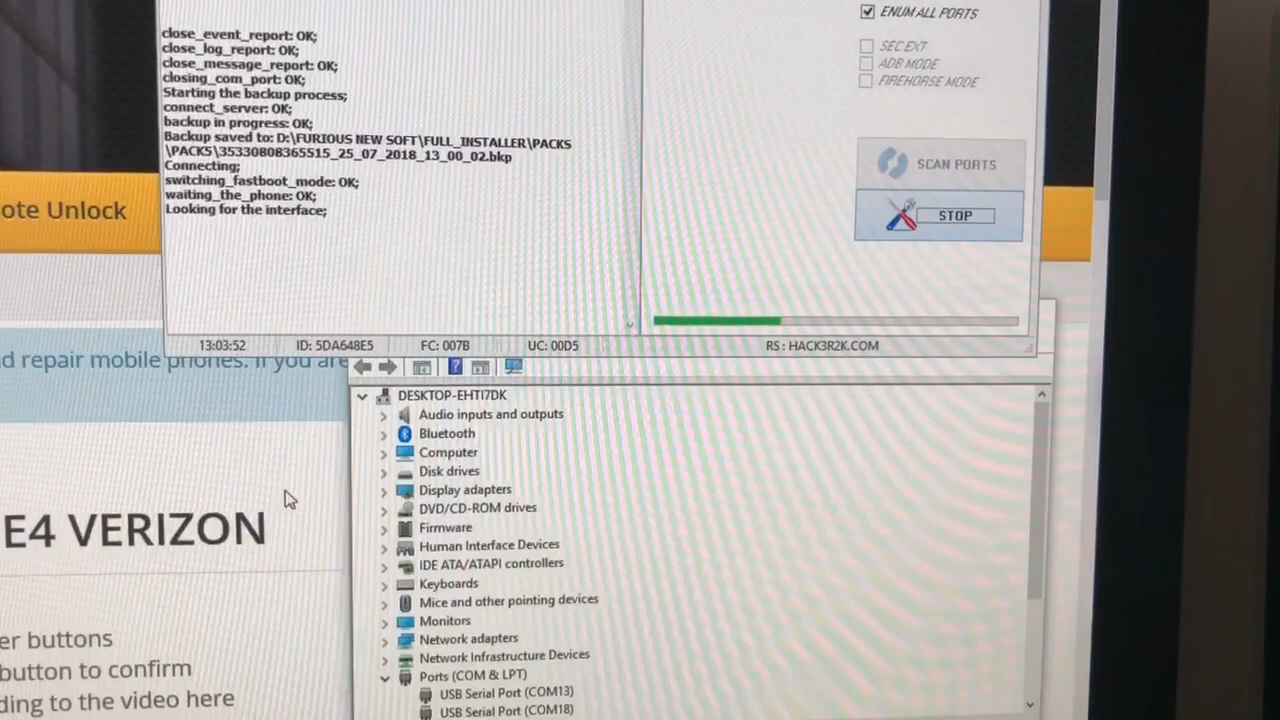 close_event_report: OK;
close_log_report: OK;
close_message_report: OK;
closing_com_port: OK;
Starting the backup process;
connect_server: OK;
backup in progress: OK;
Backup saved to: D:\FURIOUS NEW SOFT\FULL_INSTALLER\PACKS
\PACK5\35330808365515_25_07_2018_13_00_02.bkp
Connecting;
switching_fastboot_mode: OK;
waiting_the_phone: OK;
Looking for the interface;
ENUM ALL PORTS
SEC EXT
ADB MODE
FIREHORSE MODE
SCAN PORTS
STOP
13:03:52 ID: 5DA648E5 FC: 007B UC: 00D5 RS : HACK3R2K.COM
ote Unlock
d repair mobile phones. If you are
E4 VERIZON
er buttons
button to confirm
ding to the video here
DESKTOP-EHTI7DK
Audio inputs and outputs
Bluetooth
Computer
Disk drives
Display adapters
DVD/CD-ROM drives
Firmware
Human Interface Devices
IDE ATA/ATAPI controllers
Keyboards
Mice and other pointing devices
Monitors
Network adapters
Network Infrastructure Devices
Ports (COM & LPT)
USB Serial Port (COM13)
USB Serial Port (COM18)